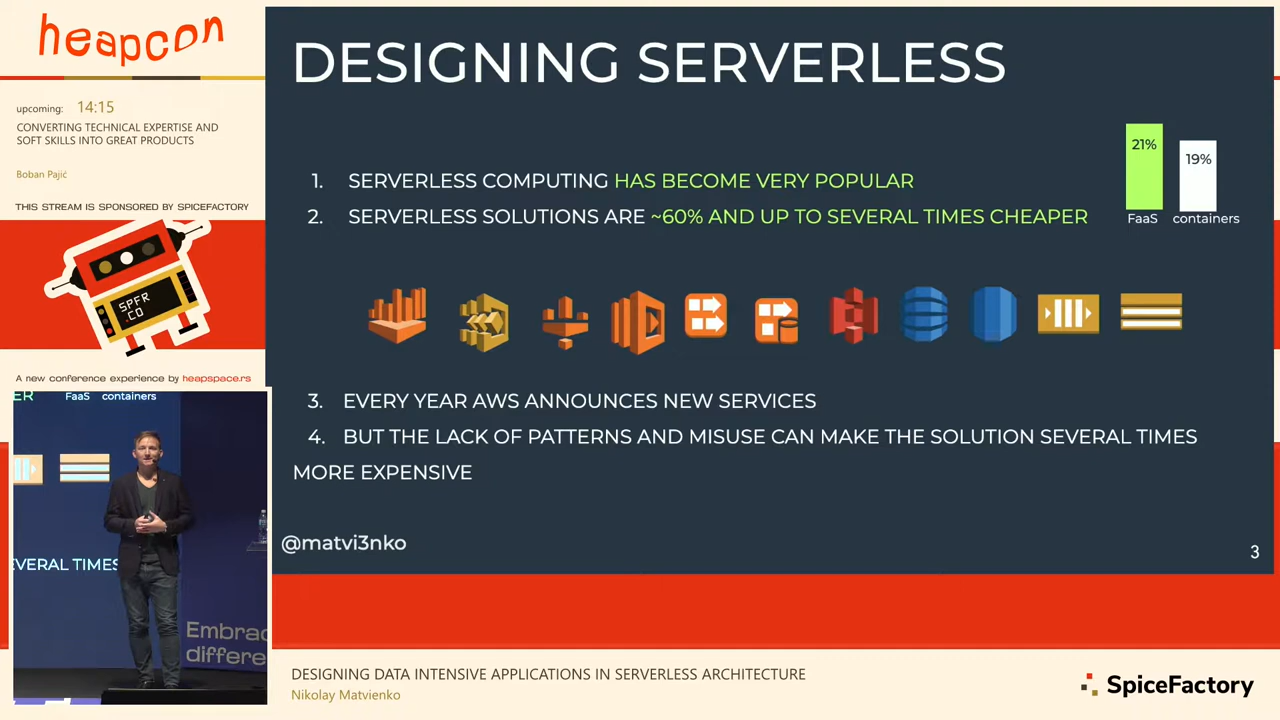 heapcon
upcoming: 14:15
CONVERTING TECHNICAL EXPERTISE AND
SOFT SKILLS INTO GREAT PRODUCTS
Boban Pajić
THIS STREAM IS SPONSORED BY SPICEFACTORY
SPFR
CO
A new conference experience by heapspace.rs
DESIGNING SERVERLESS
21%
19%
FaaS containers
1. SERVERLESS COMPUTING HAS BECOME VERY POPULAR
2. SERVERLESS SOLUTIONS ARE ~60% AND UP TO SEVERAL TIMES CHEAPER
3. EVERY YEAR AWS ANNOUNCES NEW SERVICES
4. BUT THE LACK OF PATTERNS AND MISUSE CAN MAKE THE SOLUTION SEVERAL TIMES
MORE EXPENSIVE
@matvi3nko
3
ER FaaS containers
EVERAL TIMES
Embrac
differe
DESIGNING DATA INTENSIVE APPLICATIONS IN SERVERLESS ARCHITECTURE
Nikolay Matvienko
SpiceFactory